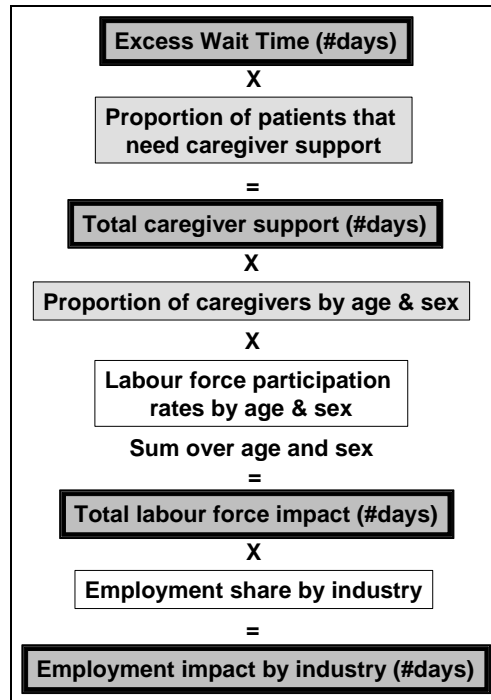 Excess Wait Time (#days)
X
Proportion of patients that
need caregiver support
=
Total caregiver support (#days)
X
Proportion of caregivers by age & sex
X
Labour force participation
rates by age & sex
Sum over age and sex
=
Total labour force impact (#days)
X
Employment share by industry
=
Employment impact by industry (#days)